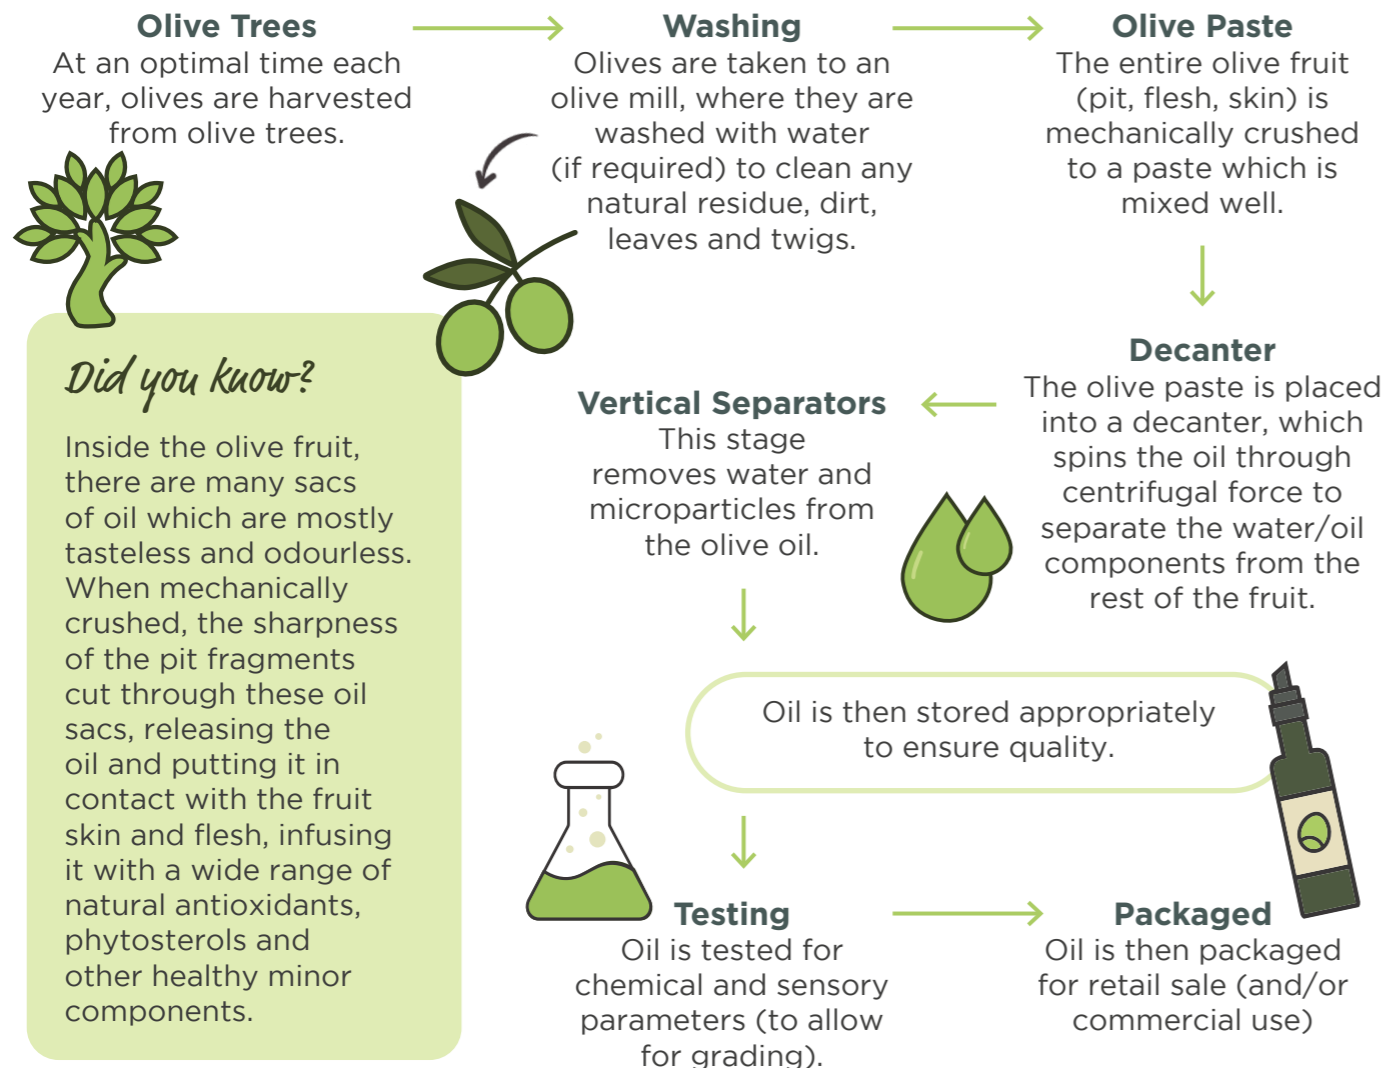 Olive Trees
At an optimal time each
year, olives are harvested
from olive trees.
Washing
Olives are taken to an
olive mill, where they are
washed with water
(if required) to clean any
natural residue, dirt,
leaves and twigs.
Olive Paste
The entire olive fruit
(pit, flesh, skin) is
mechanically crushed
to a paste which is
mixed well.
Decanter
The olive paste is placed
into a decanter, which
spins the oil through
centrifugal force to
separate the water/oil
components from the
rest of the fruit.
Vertical Separators
This stage
removes water and
microparticles from
the olive oil.
Oil is then stored appropriately
to ensure quality.
Testing
Oil is tested for
chemical and sensory
parameters (to allow
for grading).
Packaged
Oil is then packaged
for retail sale (and/or
commercial use)
Did you know?
Inside the olive fruit,
there are many sacs
of oil which are mostly
tasteless and odourless.
When mechanically
crushed, the sharpness
of the pit fragments
cut through these oil
sacs, releasing the
oil and putting it in
contact with the fruit
skin and flesh, infusing
it with a wide range of
natural antioxidants,
phytosterols and
other healthy minor
components.